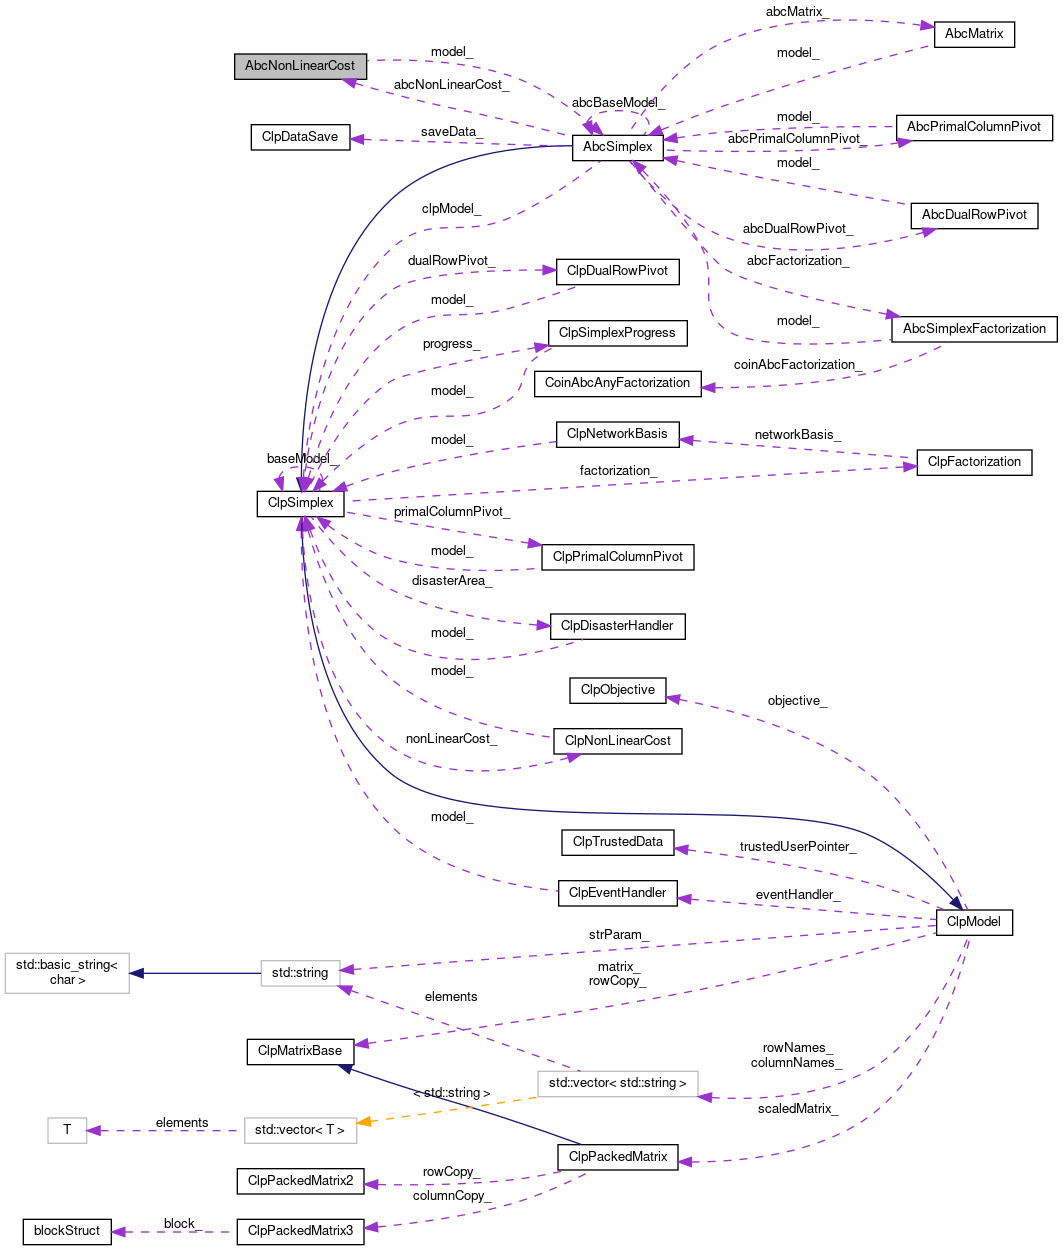 abcMatrix_
AbcMatrix
model_
model_
AbcNonLinearCost
abcNonLinearCost_
abcBaseModel_
model_
AbcPrimalColumnPivot
ClpDataSave
saveData_
AbcSimplex
abcPrimalColumnPivot_
model_
clpModel_
AbcDualRowPivot
abcDualRowPivot_
dualRowPivot_
ClpDualRowPivot
abcFactorization_
model_
ClpSimplexProgress
model_
AbcSimplexFactorization
progress_
coinAbcFactorization_
CoinAbcAnyFactorization
model_
ClpNetworkBasis
networkBasis_
model_
baseModel_
ClpFactorization
factorization_
ClpSimplex
primalColumnPivot_
model_
ClpPrimalColumnPivot
disasterArea_
ClpDisasterHandler
model_
model_
ClpObjective
objective_
nonLinearCost_
ClpNonLinearCost
model_
ClpTrustedData
trustedUserPointer_
ClpEventHandler
eventHandler_
ClpModel
strParam_
std::basic_string<
char >
std::string
matrix_
rowCopy_
elements
ClpMatrixBase
rowNames_
columnNames_
std::vector< std::string >
< std::string >
scaledMatrix_
T
elements
std::vector< T >
ClpPackedMatrix
ClpPackedMatrix2
rowCopy_
columnCopy_
blockStruct
block_
ClpPackedMatrix3